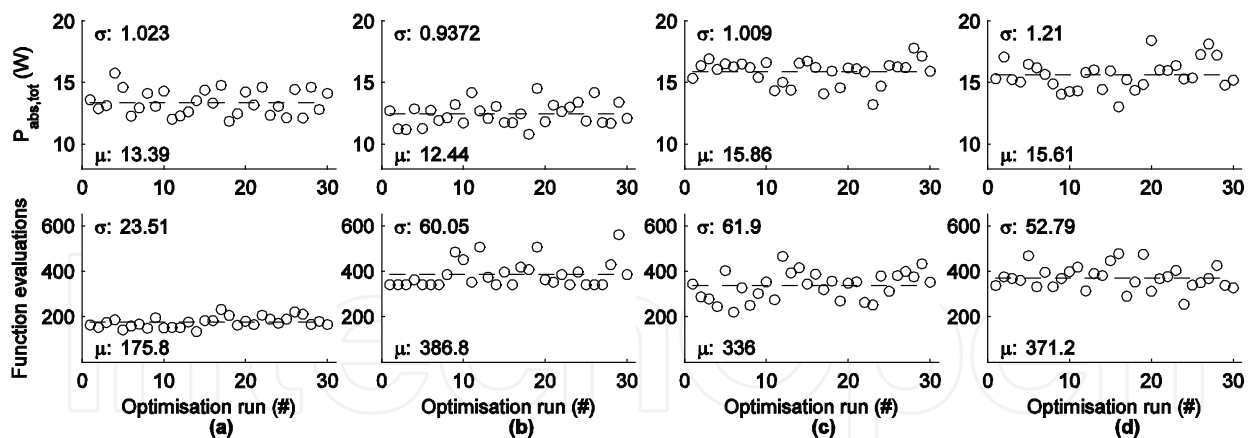 20 20 20 20
σ: 1.023 σ: 0.9372 σ: 1.009 σ: 1.21
P_abs,tot (W)
15 15 15 15
10 10 10 10
μ: 13.39 μ: 12.44 μ: 15.86 μ: 15.61
0 10 20 30 0 10 20 30 0 10 20 30 0 10 20 30
Function evaluations
600 600 600 600
σ: 23.51 σ: 60.05 σ: 61.9 σ: 52.79
400 400 400 400
200 200 200 200
μ: 175.8 μ: 386.8 μ: 336 μ: 371.2
0 10 20 30 0 10 20 30 0 10 20 30 0 10 20 30
Optimisation run (#) Optimisation run (#) Optimisation run (#) Optimisation run (#)
(a) (b) (c) (d)